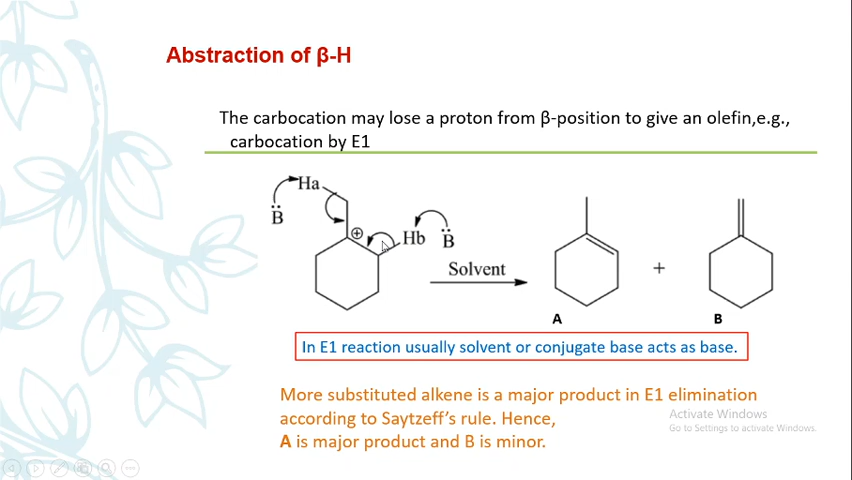 Abstraction of β-H
The carbocation may lose a proton from β-position to give an olefin,e.g.,
carbocation by E1
Ha
B̈
⊕
Hb
B̈
Solvent
+
A
B
In E1 reaction usually solvent or conjugate base acts as base.
More substituted alkene is a major product in E1 elimination
according to Saytzeff’s rule. Hence,
A is major product and B is minor.
Activate Windows
Go to Settings to activate Windows.